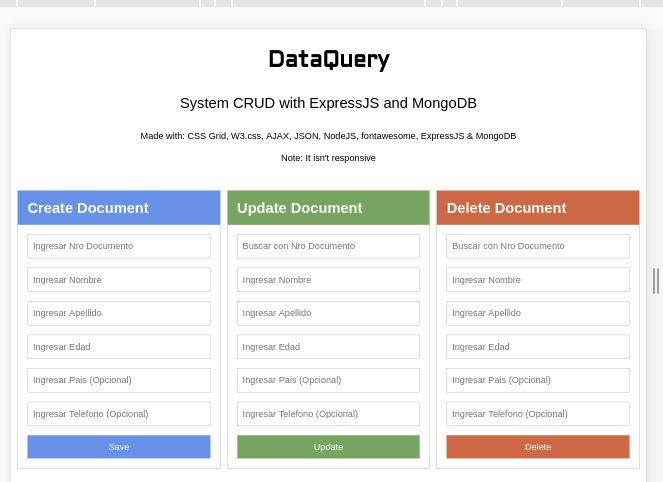 DataQuery
System CRUD with ExpressJS and MongoDB
Made with: CSS Grid, W3.css, AJAX, JSON, NodeJS, fontawesome, ExpressJS & MongoDB
Note: It isn't responsive
Create Document
Ingresar Nro Documento
Ingresar Nombre
Ingresar Apellido
Ingresar Edad
Ingresar Pais (Opcional)
Ingresar Telefono (Opcional)
Save
Update Document
Buscar con Nro Documento
Ingresar Nombre
Ingresar Apellido
Ingresar Edad
Ingresar Pais (Opcional)
Ingresar Telefono (Opcional)
Update
Delete Document
Buscar con Nro Documento
Ingresar Nombre
Ingresar Apellido
Ingresar Edad
Ingresar Pais (Opcional)
Ingresar Telefono (Opcional)
Delete